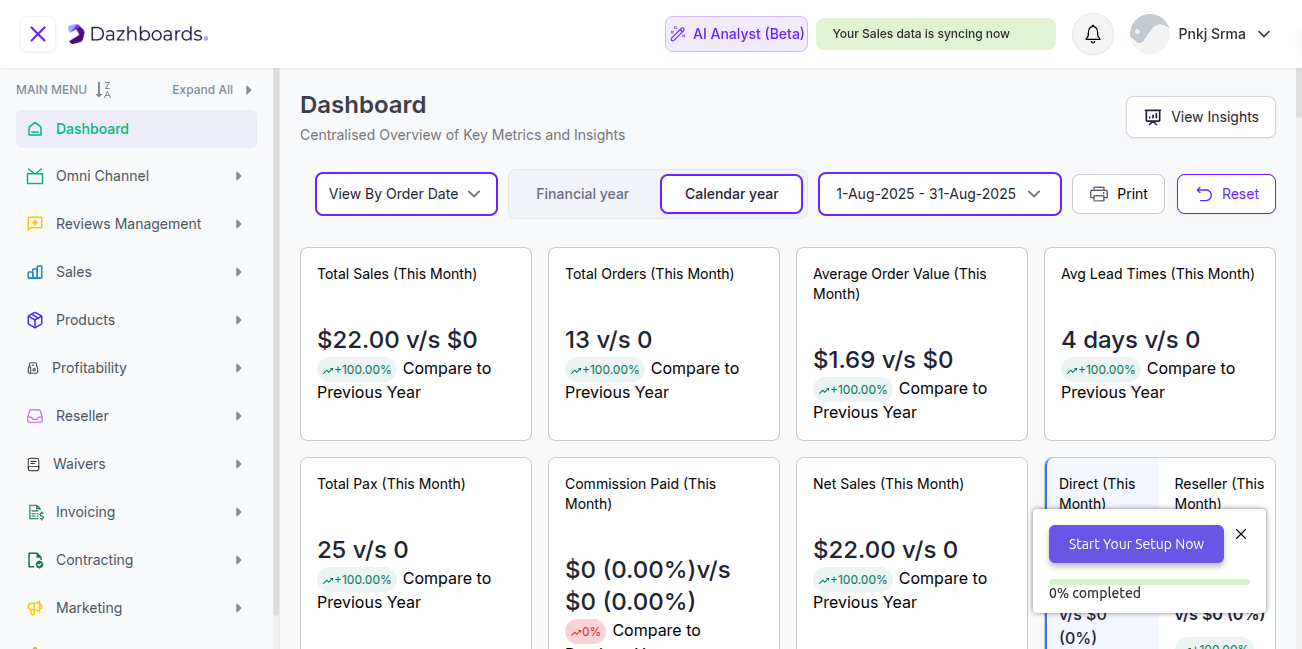 Dazhboards.
AI Analyst (Beta)
Your Sales data is syncing now
Pnkj Srma
MAIN MENU
Expand All
Dashboard
Omni Channel
Reviews Management
Sales
Products
Profitability
Reseller
Waivers
Invoicing
Contracting
Marketing
Dashboard
Centralised Overview of Key Metrics and Insights
View Insights
View By Order Date
Financial year
Calendar year
1-Aug-2025 - 31-Aug-2025
Print
Reset
Total Sales (This Month)
$22.00 v/s $0
+100.00% Compare to
Previous Year
Total Orders (This Month)
13 v/s 0
+100.00% Compare to
Previous Year
Average Order Value (This
Month)
$1.69 v/s $0
+100.00% Compare to
Previous Year
Avg Lead Times (This Month)
4 days v/s 0
+100.00% Compare to
Previous Year
Total Pax (This Month)
25 v/s 0
+100.00% Compare to
Previous Year
Commission Paid (This
Month)
$0 (0.00%)v/s
$0 (0.00%)
0% Compare to
Net Sales (This Month)
$22.00 v/s 0
+100.00% Compare to
Previous Year
Direct (This
Month)
v/s $0
(0%)
Reseller (This
Month)
v/s $0 (0%)
+100.00%
Start Your Setup Now
0% completed